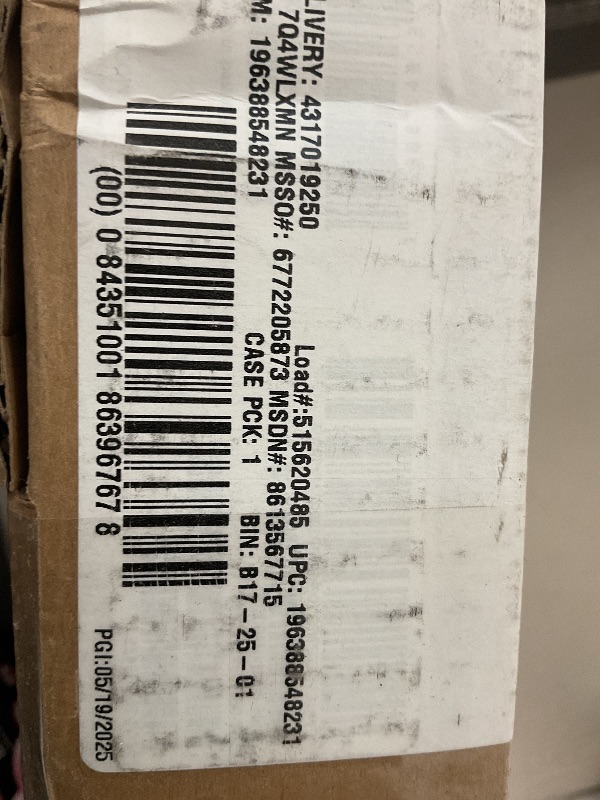 LIVERY: 4317019250 Load#:515620485 UPC: 196388548231
7Q4WLXMN MSSO#: 6772205873 MSDN#: 8613567715
M: 196388548231 CASE PCK: 1 BIN: B17-25-01
(00) 0 84351001 86396767 8
PGI:05/19/2025